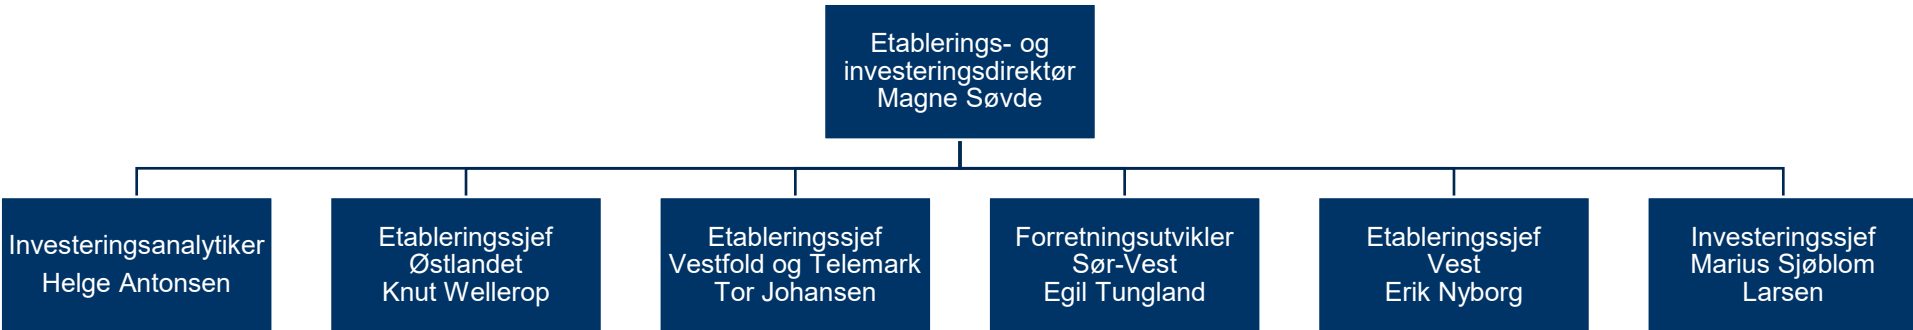 Etablerings- og
investeringsdirektør
Magne Søvde
Investeringsanalytiker
Helge Antonsen
Etableringssjef
Østlandet
Knut Wellerop
Etableringssjef
Vestfold og Telemark
Tor Johansen
Forretningsutvikler
Sør-Vest
Egil Tungland
Etableringssjef
Vest
Erik Nyborg
Investeringssjef
Marius Sjøblom
Larsen